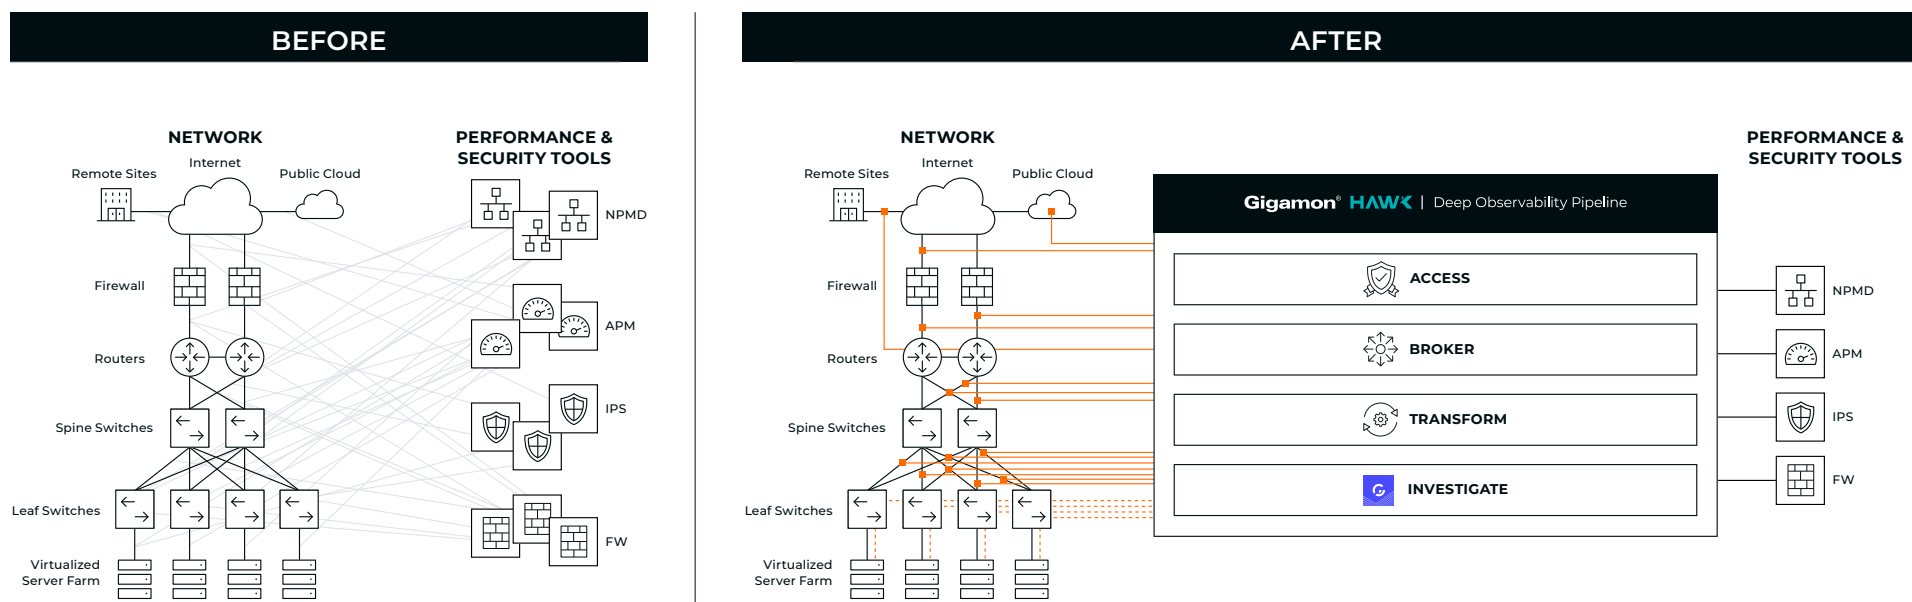 BEFORE
NETWORK
Internet
Remote Sites
Public Cloud
Firewall
Routers
Spine Switches
Leaf Switches
Virtualized
Server Farm
PERFORMANCE &
SECURITY TOOLS
NPMD
APM
IPS
FW
AFTER
NETWORK
Internet
Remote Sites
Public Cloud
Firewall
Routers
Spine Switches
Leaf Switches
Virtualized
Server Farm
Gigamon® HAWK | Deep Observability Pipeline
ACCESS
BROKER
TRANSFORM
INVESTIGATE
PERFORMANCE &
SECURITY TOOLS
NPMD
APM
IPS
FW